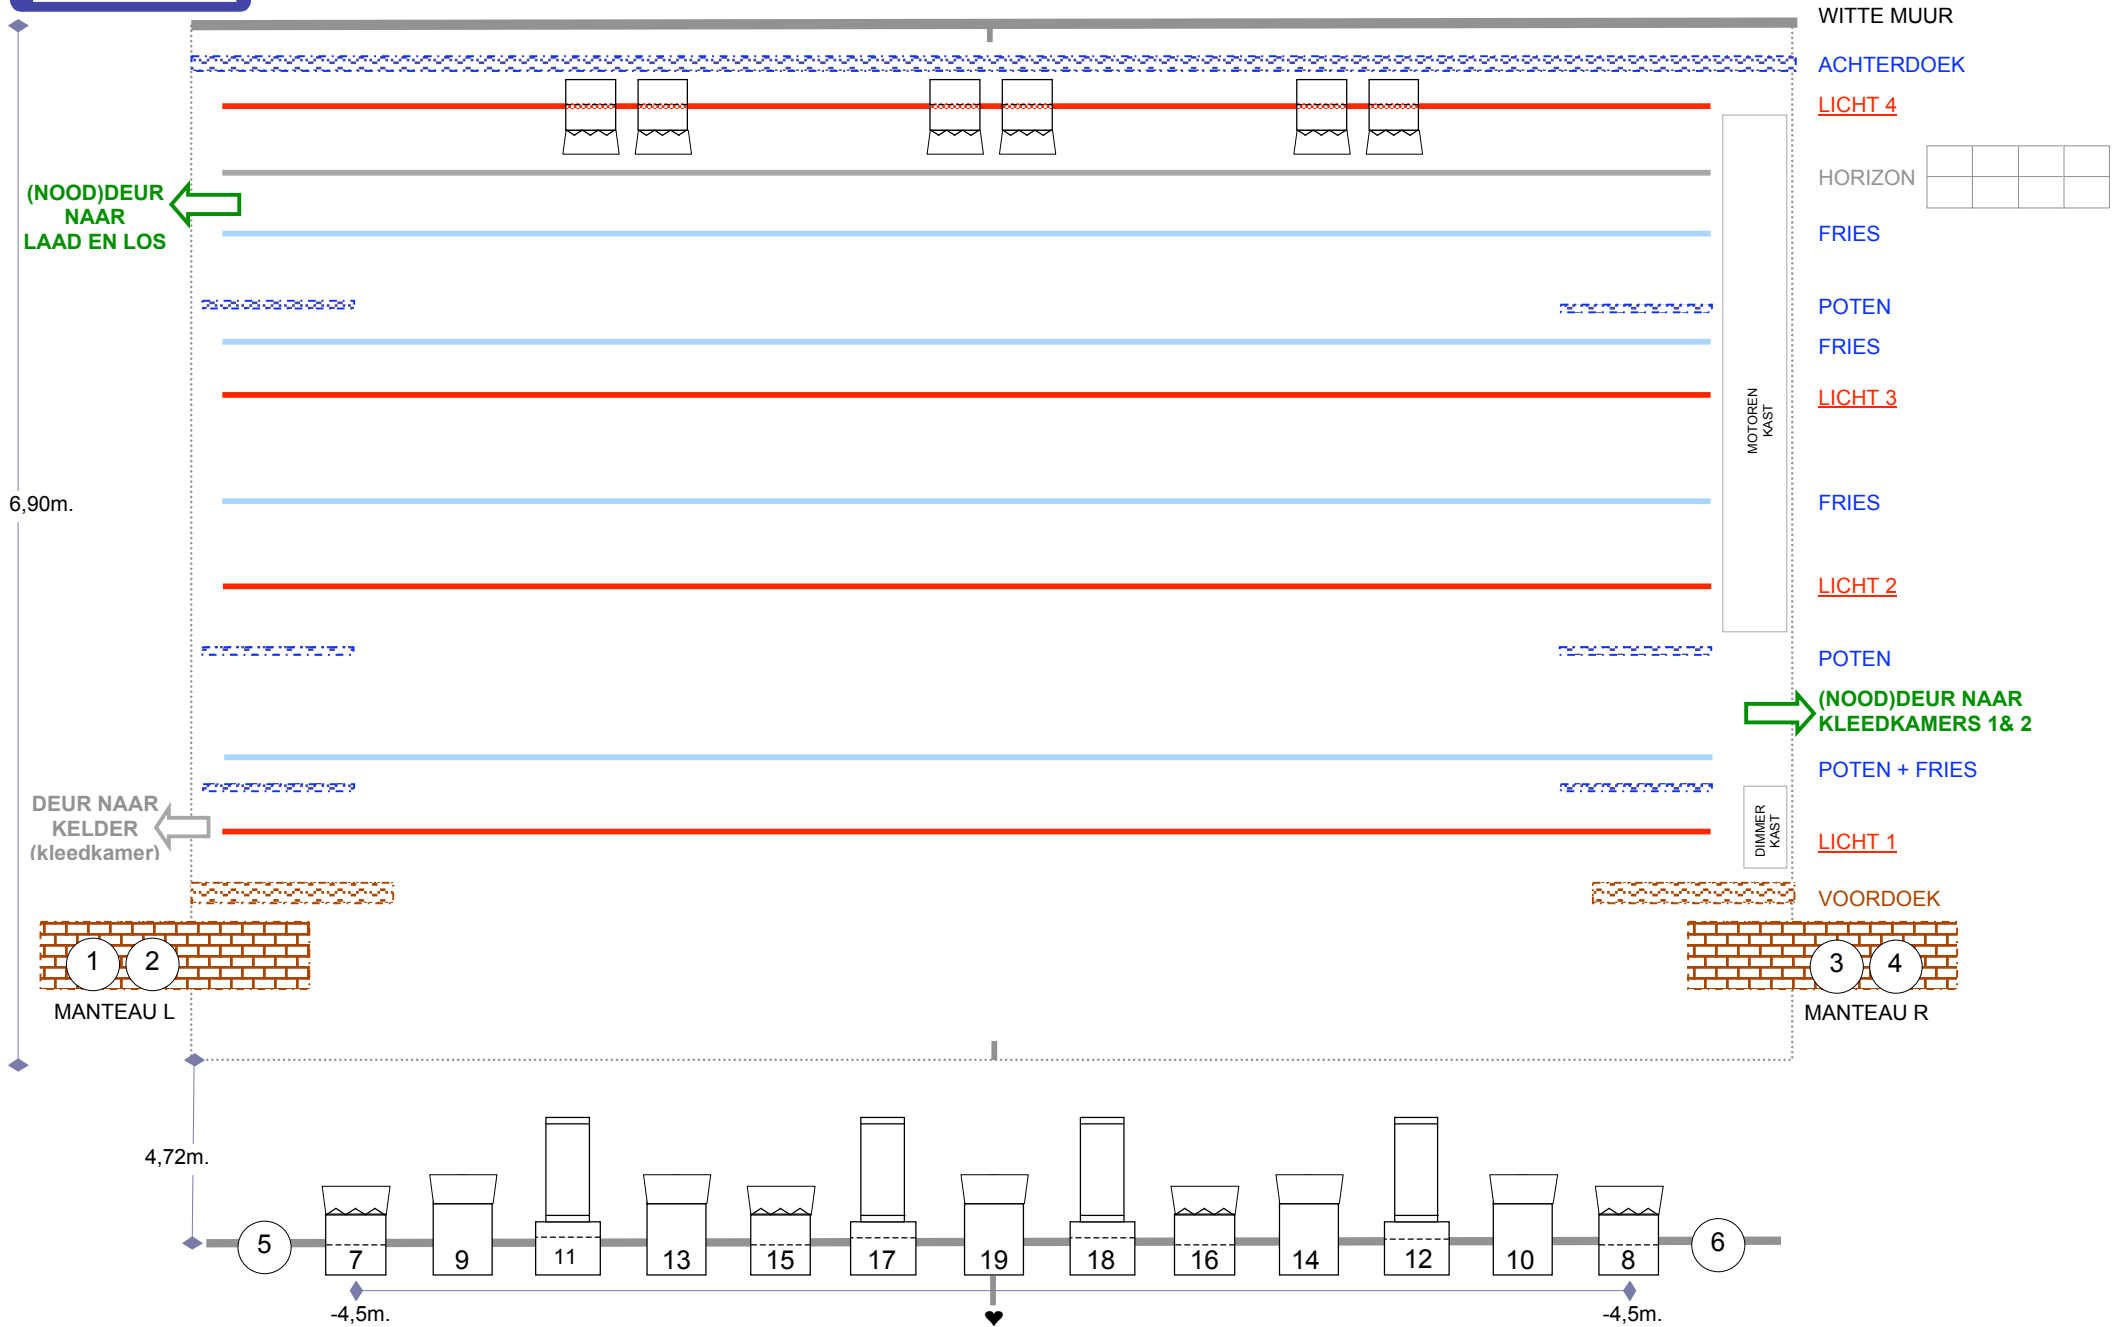 WITTE MUUR
ACHTERDOEK
LICHT 4
HORIZON
(NOOD)DEUR
NAAR
LAAD EN LOS
FRIES
POTEN
FRIES
LICHT 3
MOTOREN
KAST
6,90m.
FRIES
LICHT 2
POTEN
(NOOD)DEUR NAAR
KLEEDKAMERS 1& 2
POTEN + FRIES
DEUR NAAR
KELDER
(kleedkamer)
DIMMER
KAST
LICHT 1
VOORDOEK
1 2
3 4
MANTEAU L
MANTEAU R
4,72m.
5 7 9 11 13 15 17 19 18 16 14 12 10 8 6
-4,5m.
-4,5m.